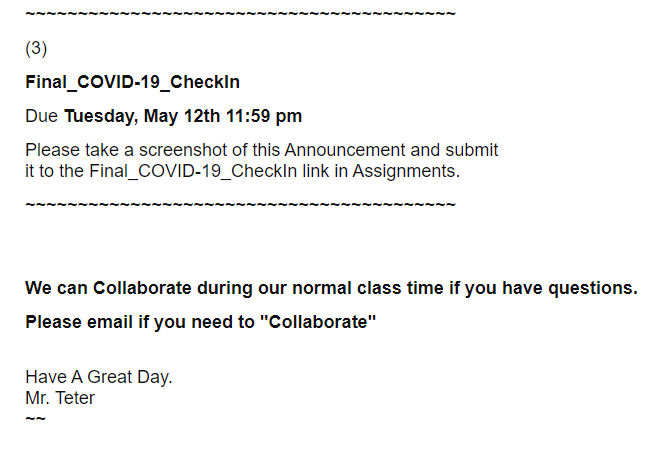 ~~~~~~~~~~~~~~~~~~~~~~~~~~~~~~~~~~~~~~~~~
(3)
Final_COVID-19_CheckIn
Due Tuesday, May 12th 11:59 pm
Please take a screenshot of this Announcement and submit
it to the Final_COVID-19_CheckIn link in Assignments.
~~~~~~~~~~~~~~~~~~~~~~~~~~~~~~~~~~~~~~~~~
We can Collaborate during our normal class time if you have questions.
Please email if you need to "Collaborate"
Have A Great Day.
Mr. Teter
~~